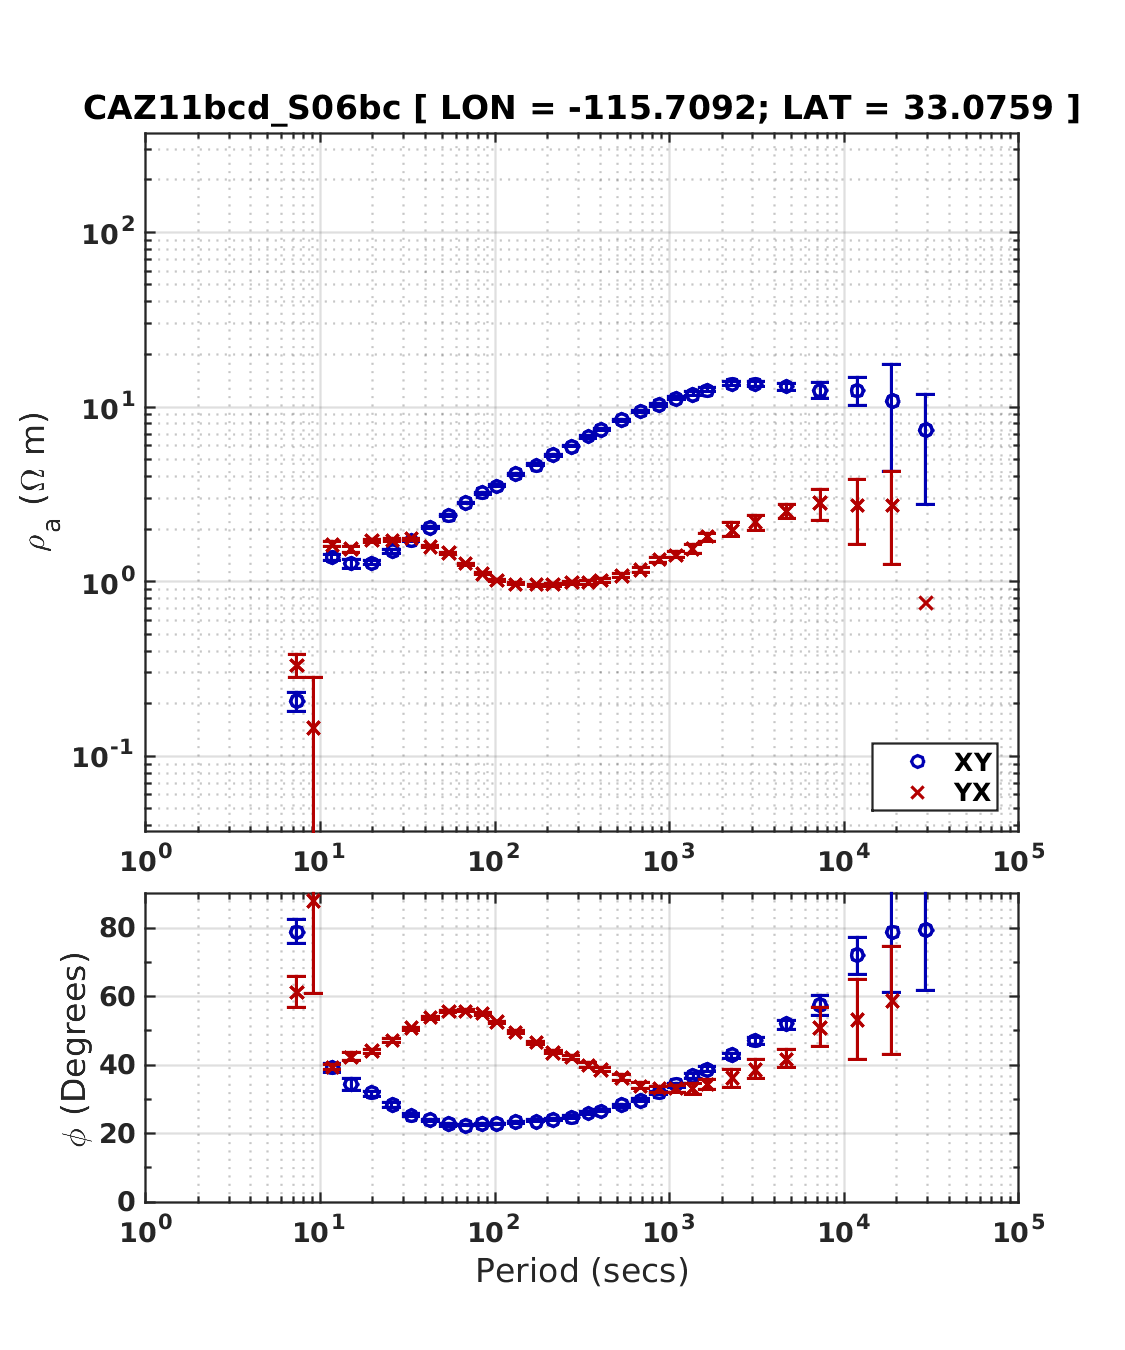 CAZ11bcd_S06bc [ LON = -115.7092; LAT = 33.0759 ]
10^2
10^1
10^0
10^-1
ρ_a (Ω m)
XY
YX
10^0 10^1 10^2 10^3 10^4 10^5
80
60
40
20
0
ϕ (Degrees)
10^0 10^1 10^2 10^3 10^4 10^5
Period (secs)